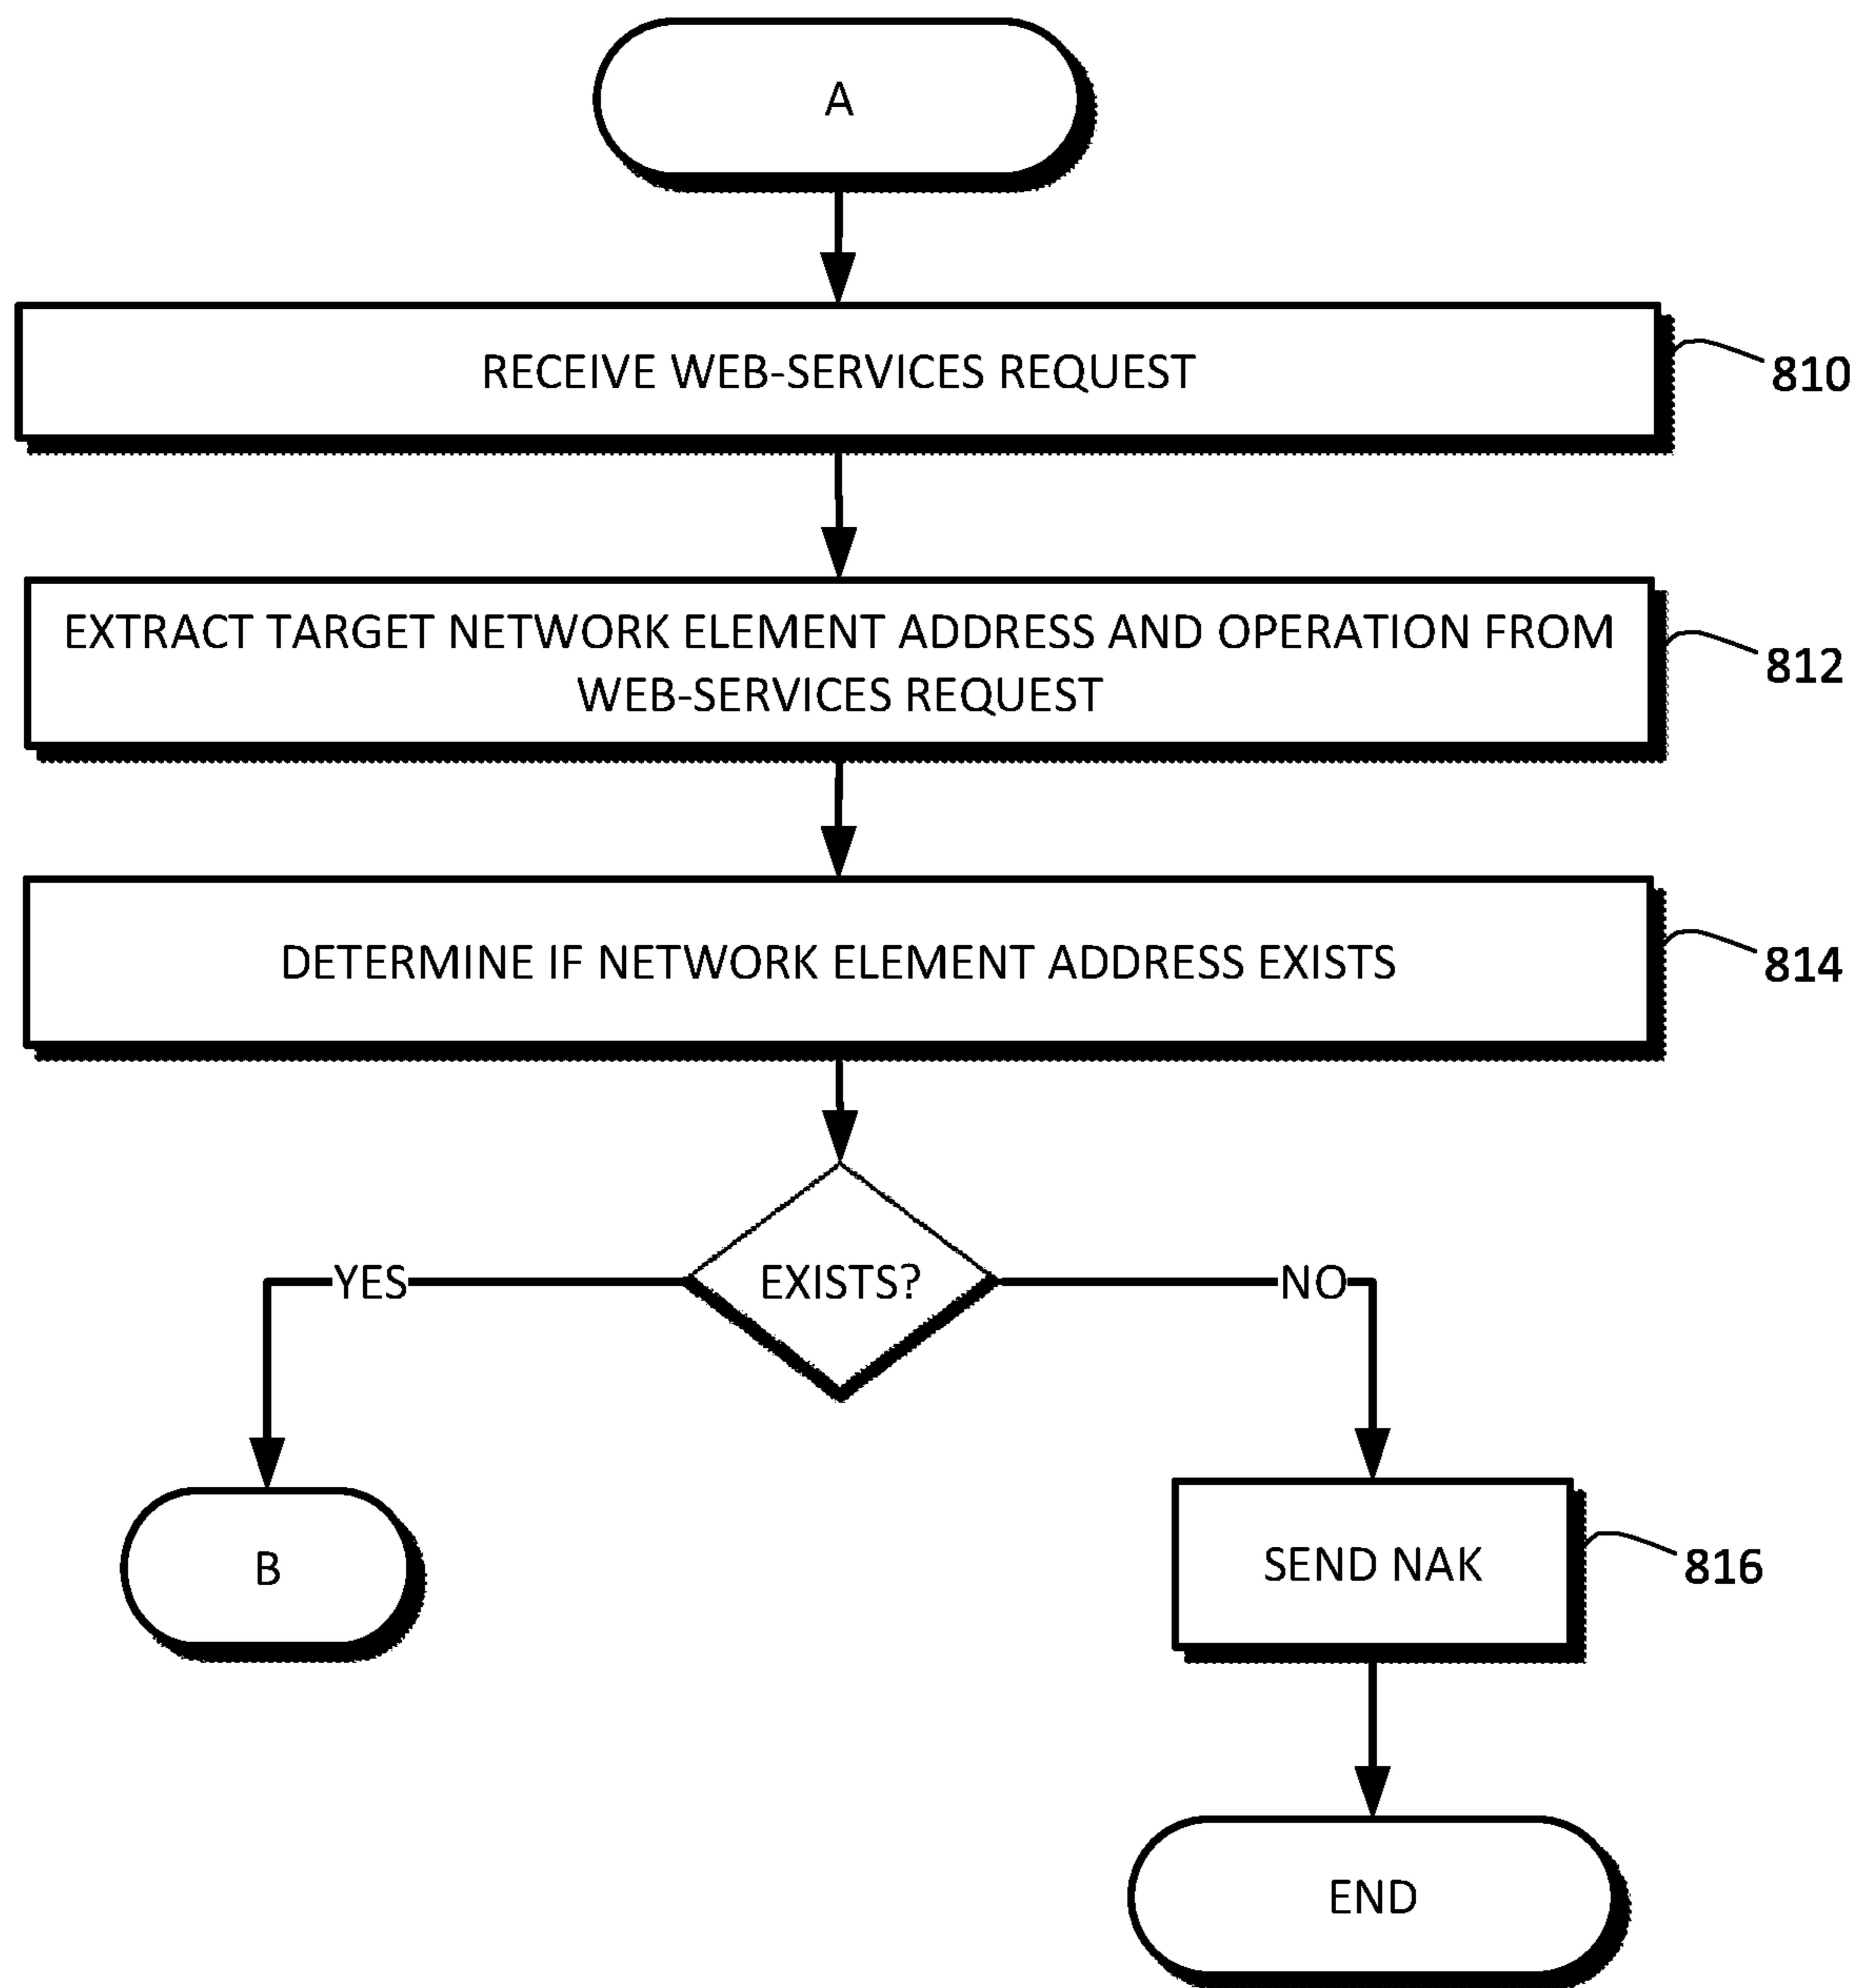 A
RECEIVE WEB-SERVICES REQUEST
810
EXTRACT TARGET NETWORK ELEMENT ADDRESS AND OPERATION FROM
WEB-SERVICES REQUEST
812
DETERMINE IF NETWORK ELEMENT ADDRESS EXISTS
814
YES
EXISTS?
NO
B
SEND NAK
816
END